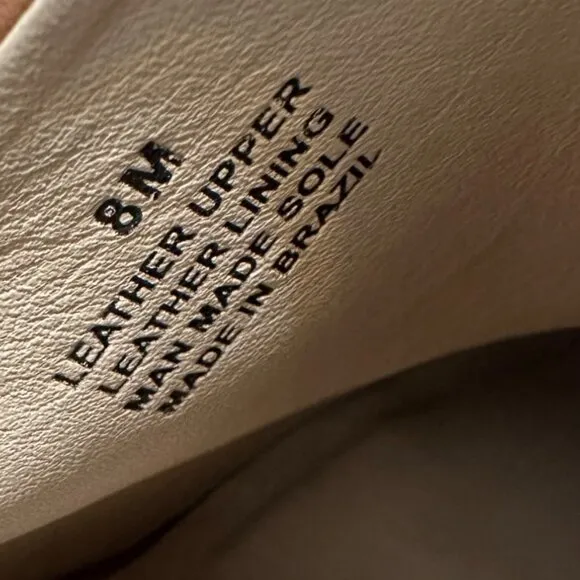 8M
LEATHER UPPER
LEATHER LINING
MAN MADE SOLE
MADE IN BRAZIL